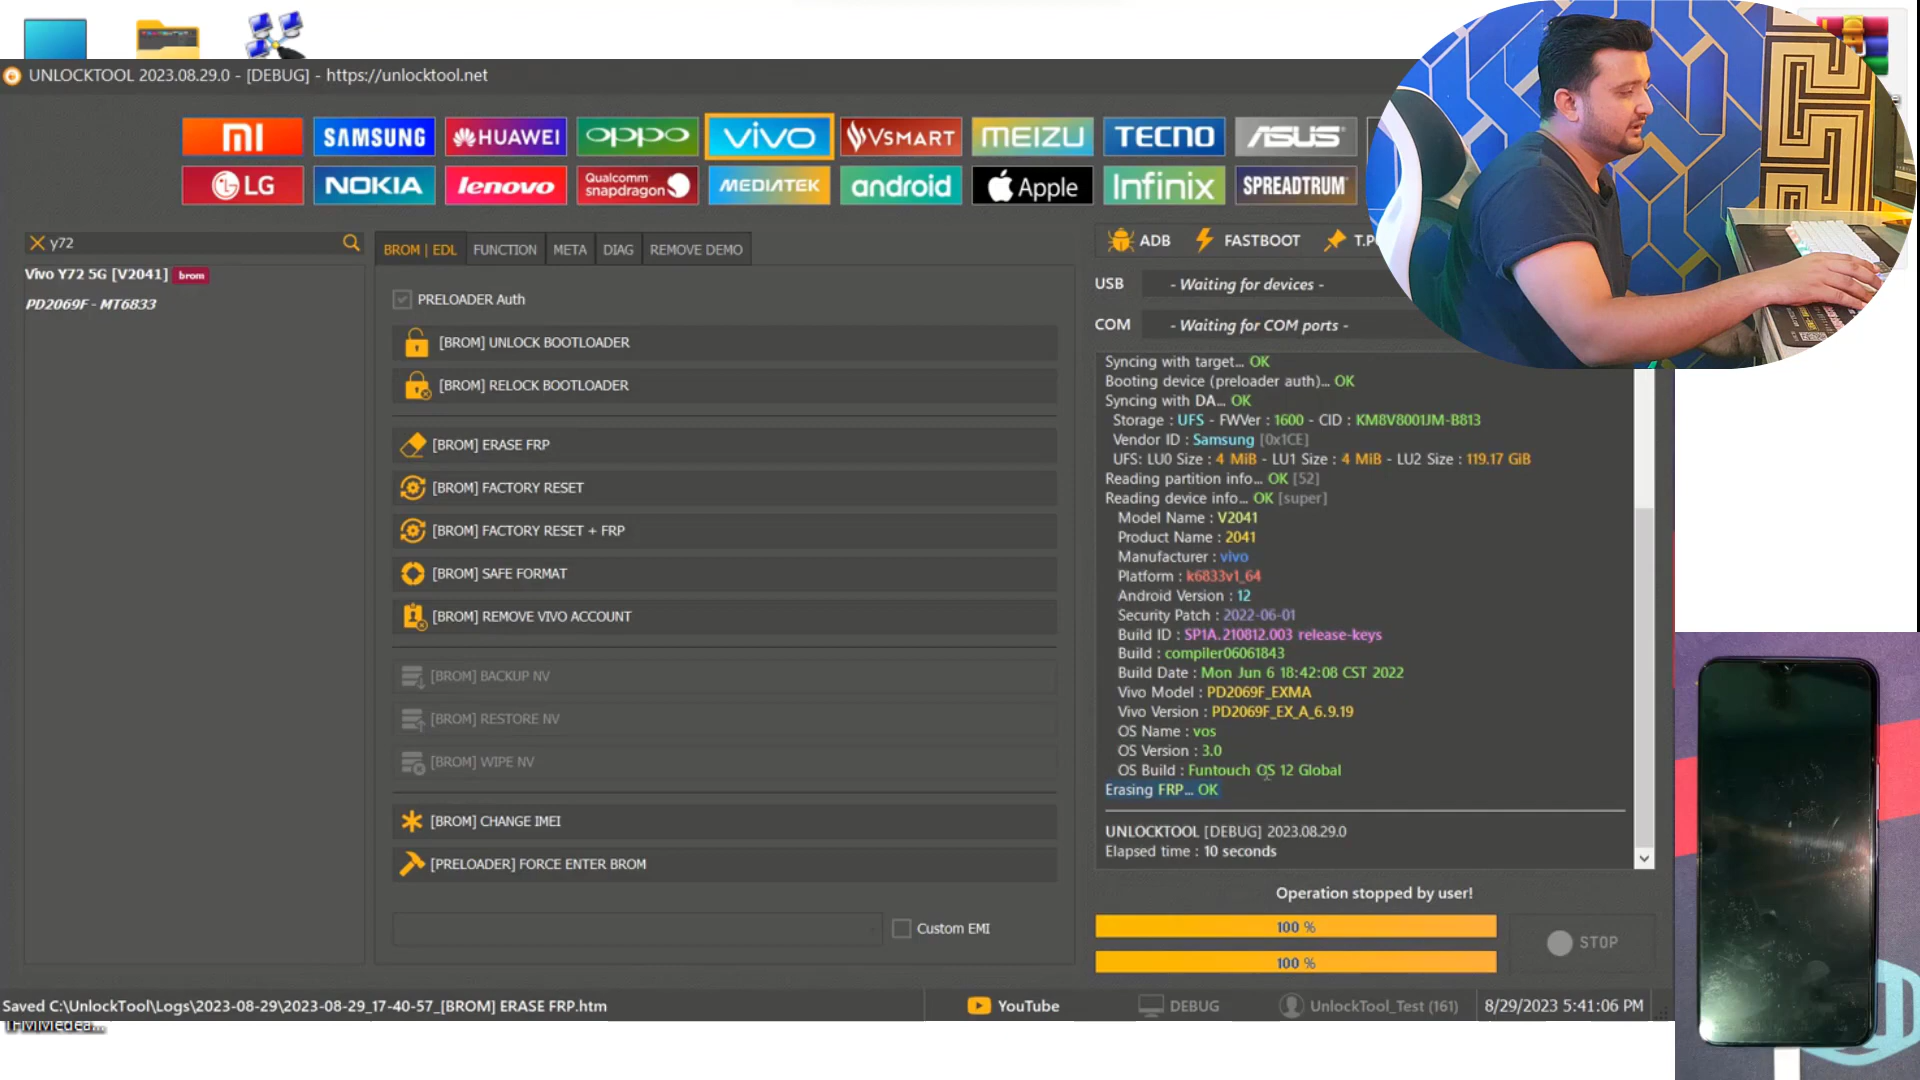 UNLOCKTOOL 2023.08.29.0 - [DEBUG] - https://unlocktool.net
MI SAMSUNG HUAWEI oppo vivo VSMART MEIZU TECNO ASUS
LG NOKIA lenovo Qualcomm snapdragon MEDIATEK android Apple Infinix SPREADTRUM
y72
Vivo Y72 5G [V2041] brom
PD2069F - MT6833
BROM | EDL FUNCTION META DIAG REMOVE DEMO
PRELOADER Auth
[BROM] UNLOCK BOOTLOADER
[BROM] RELOCK BOOTLOADER
[BROM] ERASE FRP
[BROM] FACTORY RESET
[BROM] FACTORY RESET + FRP
[BROM] SAFE FORMAT
[BROM] REMOVE VIVO ACCOUNT
[BROM] BACKUP NV
[BROM] RESTORE NV
[BROM] WIPE NV
[BROM] CHANGE IMEI
[PRELOADER] FORCE ENTER BROM
Custom EMI
ADB FASTBOOT
USB - Waiting for devices -
COM - Waiting for COM ports -
Syncing with target... OK
Booting device (preloader auth)... OK
Syncing with DA... OK
Storage : UFS - FWVer : 1600 - CID : KM8V8001JM-B813
Vendor ID : Samsung [0x1CE]
UFS: LU0 Size : 4 MiB - LU1 Size : 4 MiB - LU2 Size : 119.17 GiB
Reading partition info... OK [52]
Reading device info... OK [super]
Model Name : V2041
Product Name : 2041
Manufacturer : vivo
Platform : k6833v1_64
Android Version : 12
Security Patch : 2022-06-01
Build ID : SP1A.210812.003 release-keys
Build : compiler06061843
Build Date : Mon Jun 6 18:42:08 CST 2022
Vivo Model : PD2069F_EXMA
Vivo Version : PD2069F_EX_A_6.9.19
OS Name : vos
OS Version : 3.0
OS Build : Funtouch OS 12 Global
Erasing FRP... OK
UNLOCKTOOL [DEBUG] 2023.08.29.0
Elapsed time : 10 seconds
Operation stopped by user!
100 %
100 %
STOP
Saved C:\UnlockTool\Logs\2023-08-29\2023-08-29_17-40-57_[BROM] ERASE FRP.htm
YouTube DEBUG UnlockTool_Test (161) 8/29/2023 5:41:06 PM